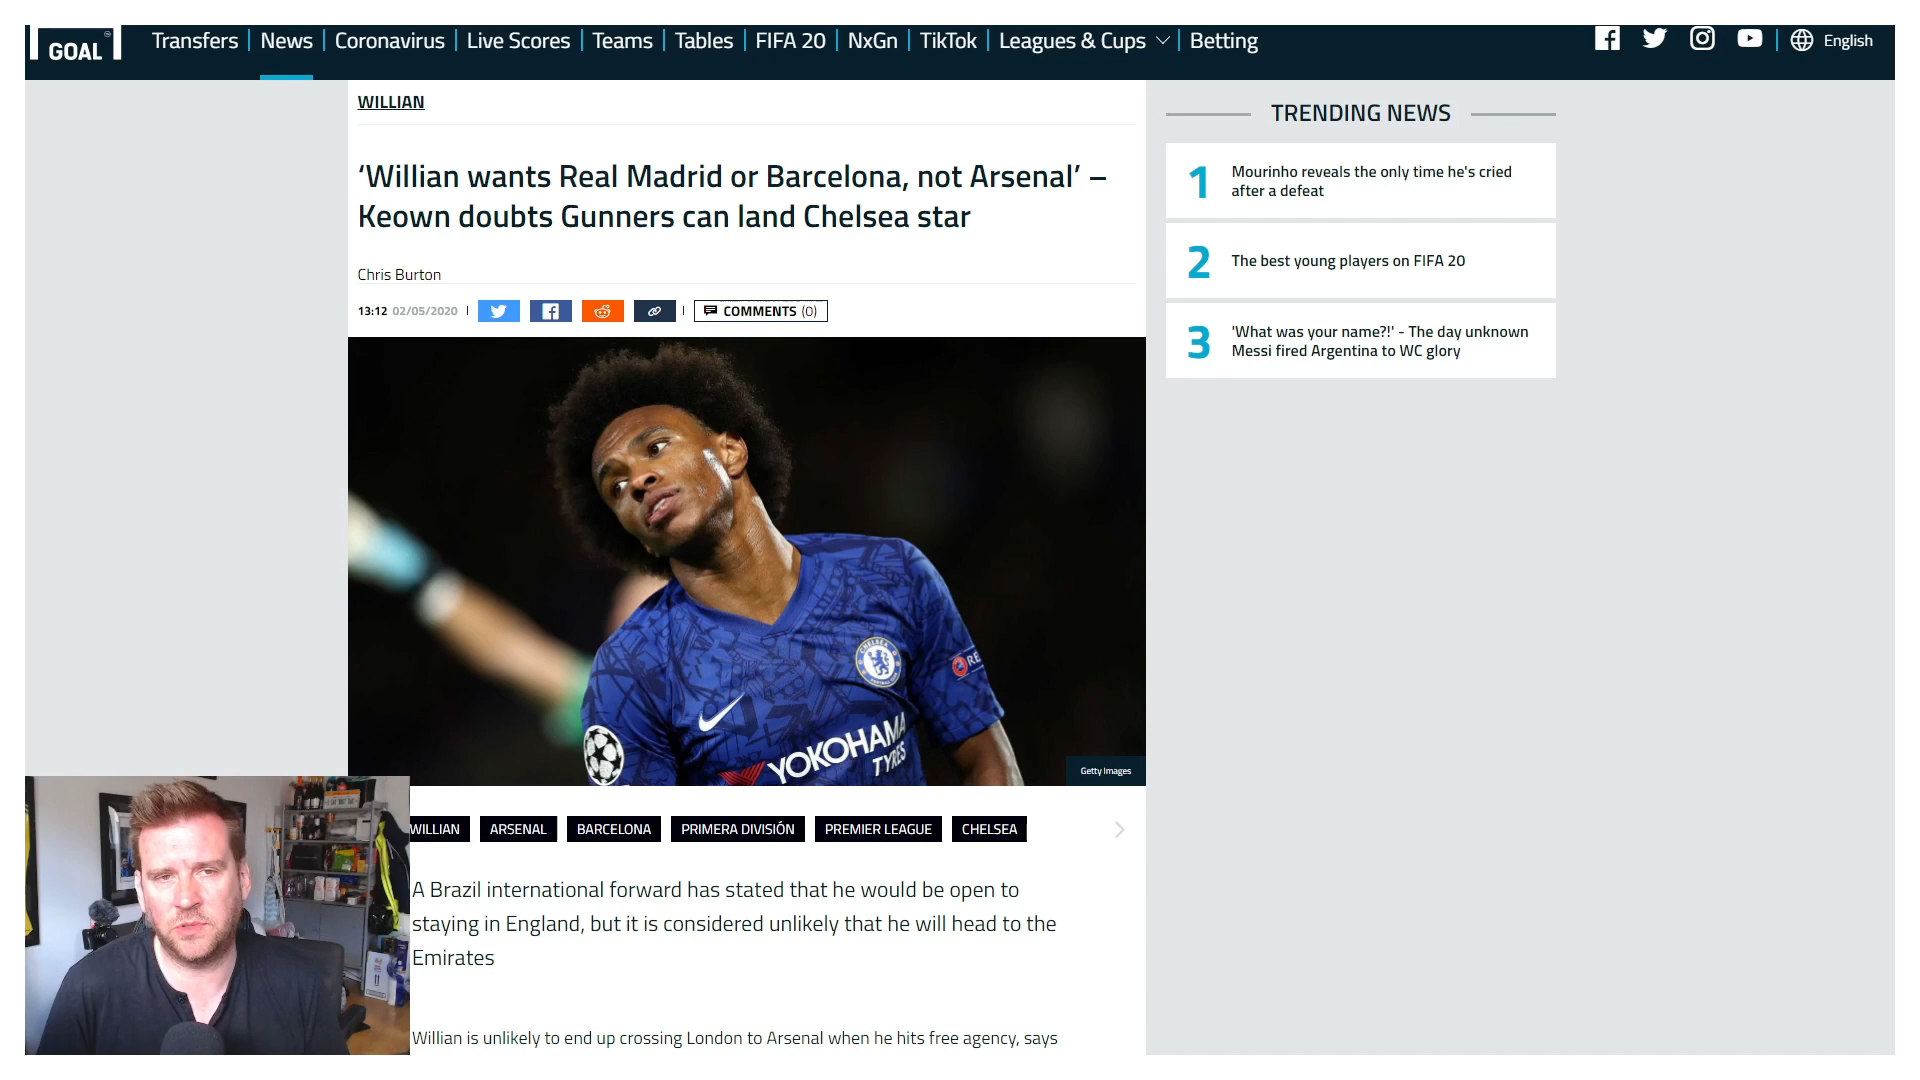 GOAL
Transfers
News
Coronavirus
Live Scores
Teams
Tables
FIFA 20
NxGn
TikTok
Leagues & Cups
Betting
English
WILLIAN
‘Willian wants Real Madrid or Barcelona, not Arsenal’ –
Keown doubts Gunners can land Chelsea star
Chris Burton
13:12 02/05/2020
COMMENTS (0)
CHELSEA
FOOTBALL CLUB
RE
YOKOHAMA
TYRES
Getty Images
WILLIAN
ARSENAL
BARCELONA
PRIMERA DIVISIÓN
PREMIER LEAGUE
CHELSEA
A Brazil international forward has stated that he would be open to
staying in England, but it is considered unlikely that he will head to the
Emirates
Willian is unlikely to end up crossing London to Arsenal when he hits free agency, says
TRENDING NEWS
1
Mourinho reveals the only time he's cried
after a defeat
2
The best young players on FIFA 20
3
'What was your name?!' - The day unknown
Messi fired Argentina to WC glory